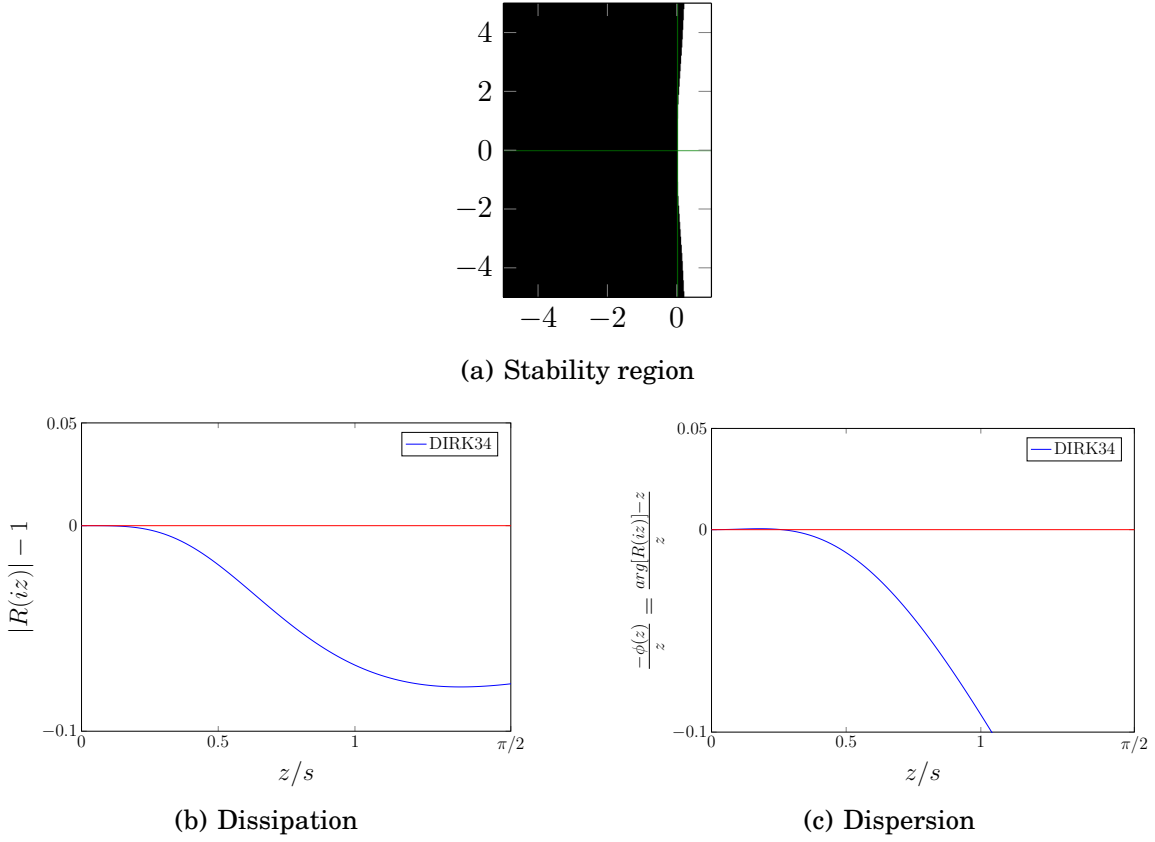 4
2
0
−2
−4
−4 −2 0
(a) Stability region
0.05
0
−0.1
|R(iz)| − 1
DIRK34
0 0.5 1 π/2
z/s
(b) Dissipation
0.05
0
−0.1
−ϕ(z)/z = arg[R(iz)]−z/z
DIRK34
0 0.5 1 π/2
z/s
(c) Dispersion